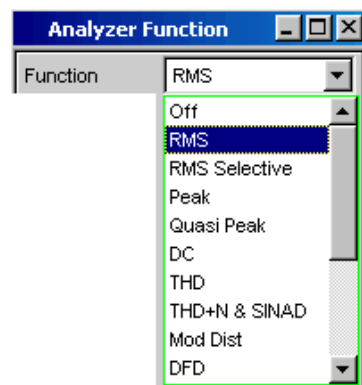 Analyzer Function
Function RMS
Off
RMS
RMS Selective
Peak
Quasi Peak
DC
THD
THD+N & SINAD
Mod Dist
DFD